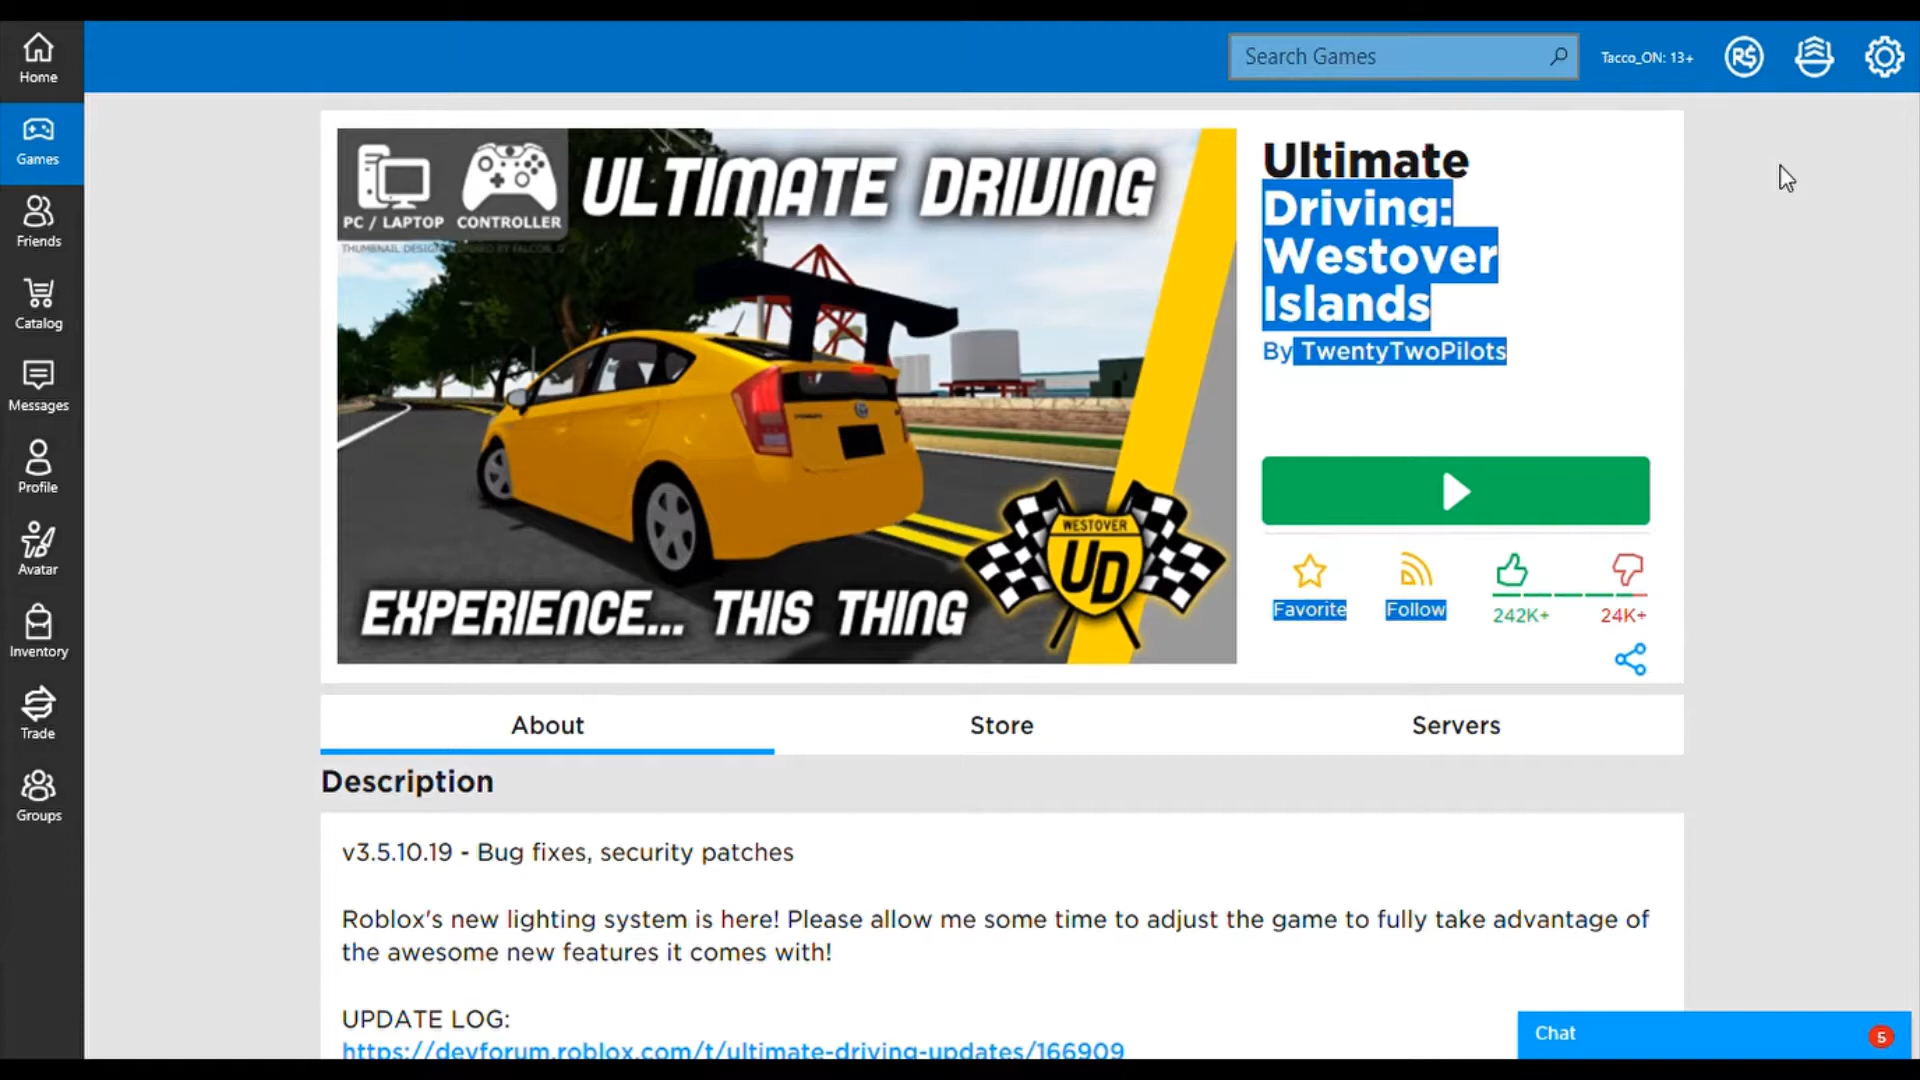 Home
Games
Friends
Catalog
Messages
Profile
Avatar
Inventory
Trade
Groups
Search Games
Tacco_ON: 13+
R$
PC / LAPTOP
CONTROLLER
ULTIMATE DRIVING
THUMBNAIL DESIGN INSPIRED BY
WESTOVER
UD
EXPERIENCE... THIS THING
Ultimate
Driving:
Westover
Islands
By TwentyTwoPilots
Favorite
Follow
242K+
24K+
About
Store
Servers
Description
v3.5.10.19 - Bug fixes, security patches
Roblox's new lighting system is here! Please allow me some time to adjust the game to fully take advantage of
the awesome new features it comes with!
UPDATE LOG:
https://devforum.roblox.com/t/ultimate-driving-updates/166909
Chat
5